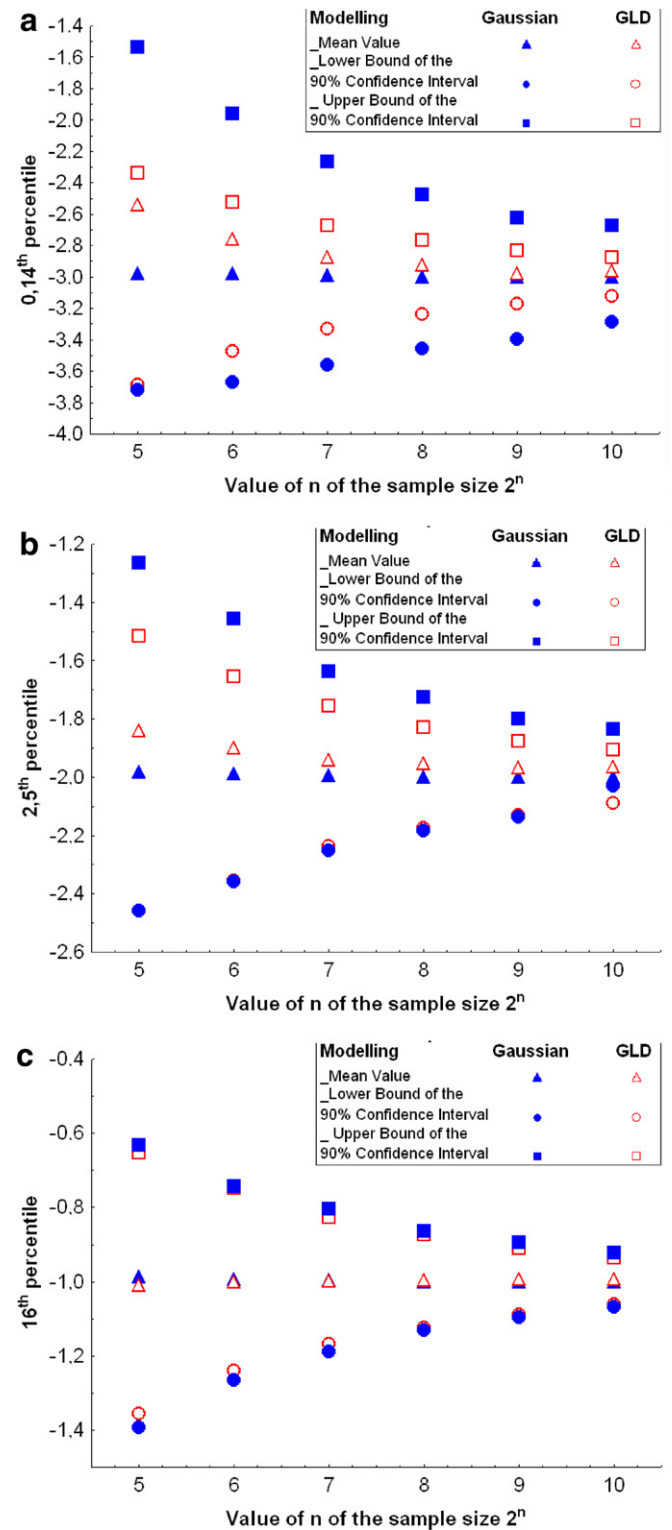 a
Modelling Gaussian GLD
_Mean Value
_Lower Bound of the
90% Confidence Interval
_ Upper Bound of the
90% Confidence Interval
-1.4
-1.6
-1.8
-2.0
-2.2
-2.4
-2.6
-2.8
-3.0
-3.2
-3.4
-3.6
-3.8
-4.0
0,14th percentile
5 6 7 8 9 10
Value of n of the sample size 2n
b
Modelling Gaussian GLD
_Mean Value
_Lower Bound of the
90% Confidence Interval
_ Upper Bound of the
90% Confidence Interval
-1.2
-1.4
-1.6
-1.8
-2.0
-2.2
-2.4
-2.6
2,5th percentile
5 6 7 8 9 10
Value of n of the sample size 2n
c
Modelling Gaussian GLD
_Mean Value
_Lower Bound of the
90% Confidence Interval
_ Upper Bound of the
90% Confidence Interval
-0.4
-0.6
-0.8
-1.0
-1.2
-1.4
16th percentile
5 6 7 8 9 10
Value of n of the sample size 2n